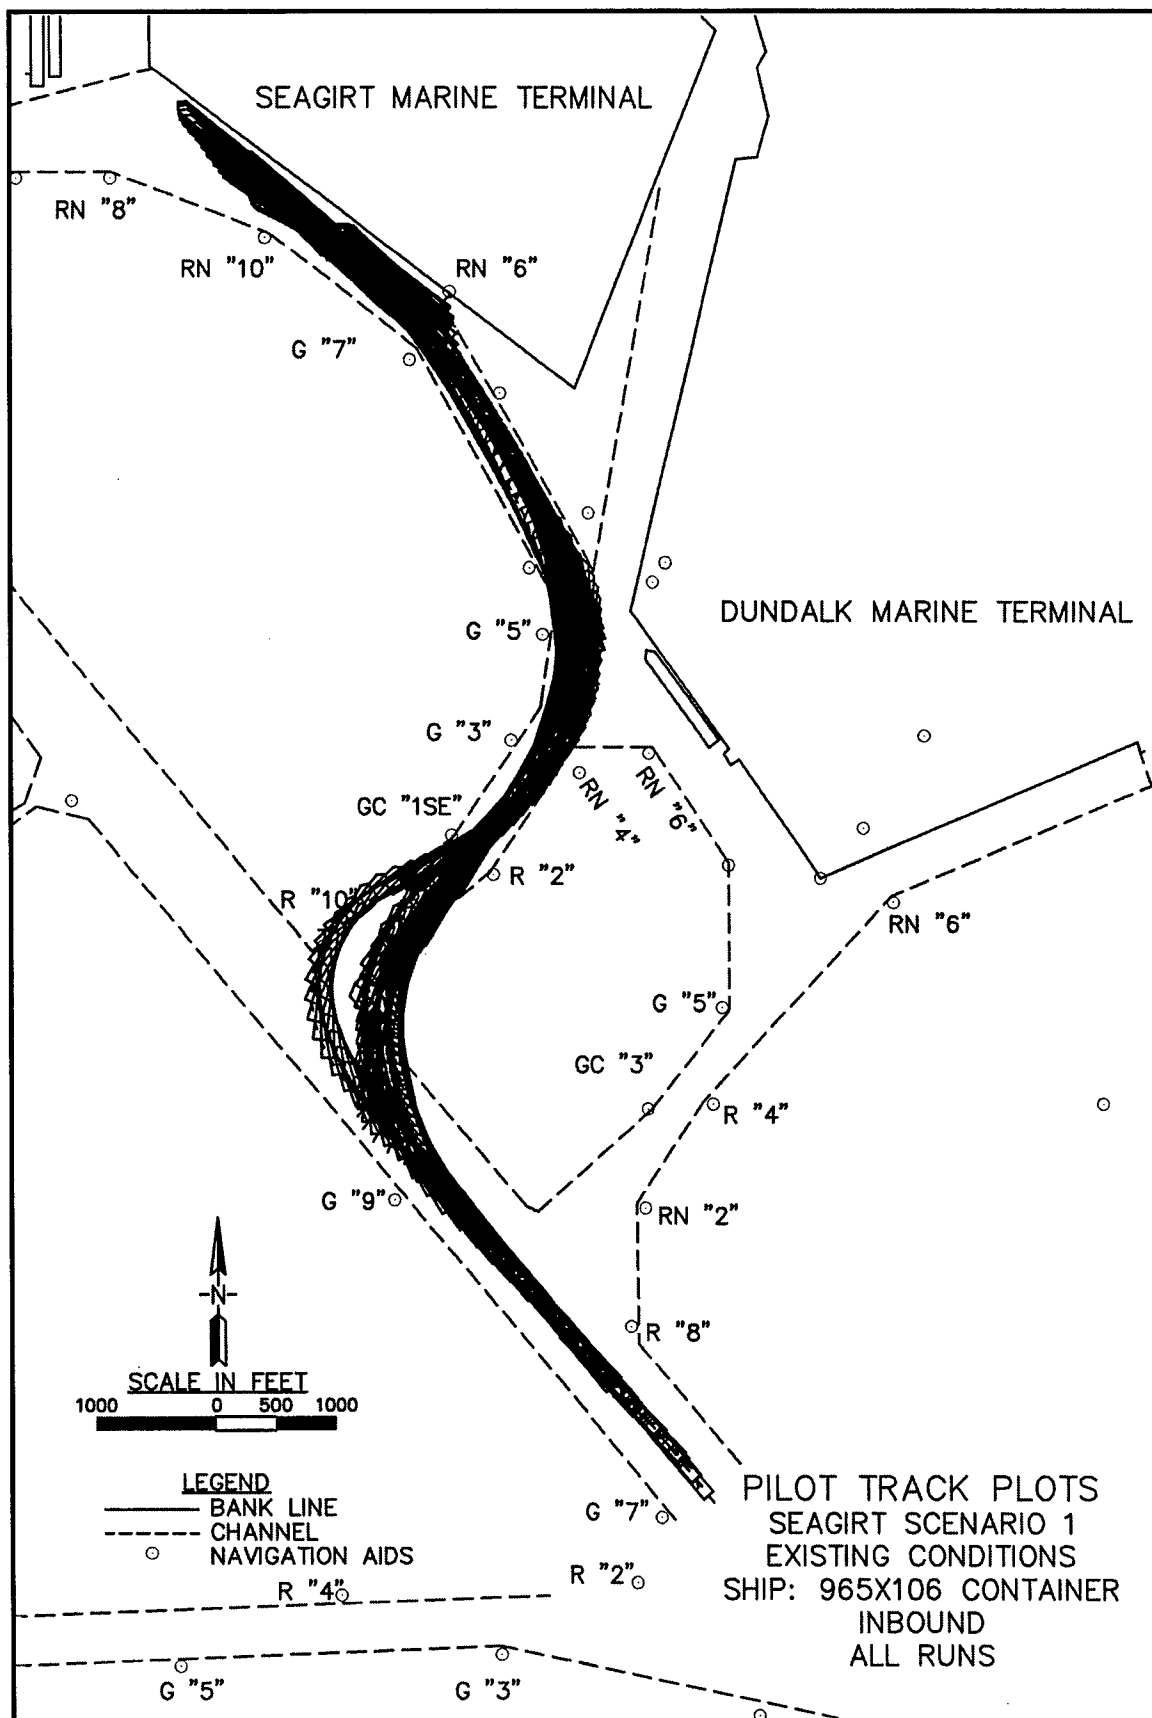 SEAGIRT MARINE TERMINAL
RN "8"
RN "10"
RN "6"
G "7"
DUNDALK MARINE TERMINAL
G "5"
G "3"
RN "4"
RN "6"
GC "1SE"
R "10"
R "2"
RN "6"
G "5"
GC "3"
R "4"
G "9"
RN "2"
R "8"
N
SCALE IN FEET
1000 0 500 1000
LEGEND
BANK LINE
CHANNEL
NAVIGATION AIDS
G "7"
R "2"
R "4"
G "5"
G "3"
PILOT TRACK PLOTS
SEAGIRT SCENARIO 1
EXISTING CONDITIONS
SHIP: 965X106 CONTAINER
INBOUND
ALL RUNS